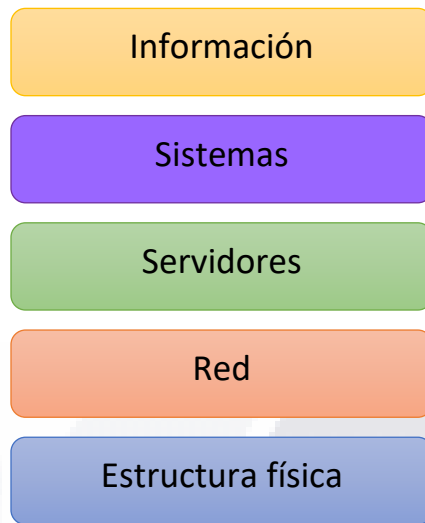 Información
Sistemas
Servidores
Red
Estructura física